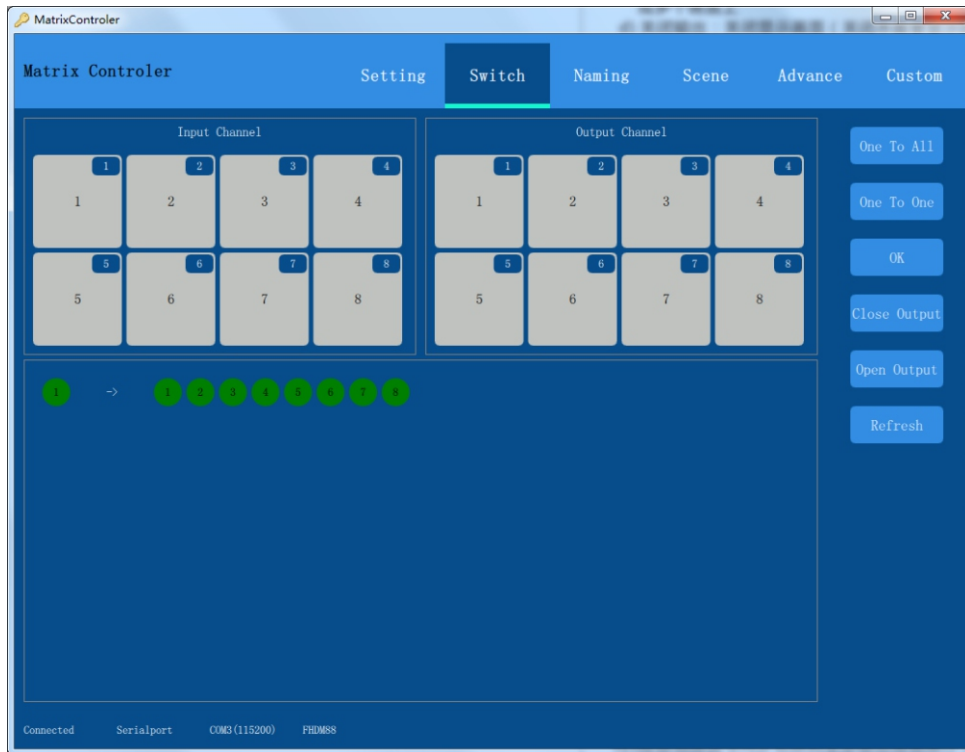 MatrixControler
Matrix Controler
Setting Switch Naming Scene Advance Custom
Input Channel
1 2 3 4
1 2 3 4
5 6 7 8
5 6 7 8
Output Channel
1 2 3 4
1 2 3 4
5 6 7 8
5 6 7 8
One To All
One To One
OK
Close Output
Open Output
Refresh
1 -> 1 2 3 4 5 6 7 8
Connected Serialport COM3(115200) FHDM88